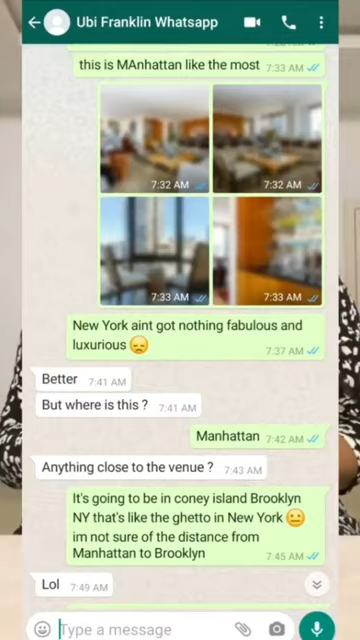 Ubi Franklin Whatsapp
this is MAnhattan like the most 7:33 AM
7:32 AM
7:32 AM
7:33 AM
7:33 AM
New York aint got nothing fabulous and
luxurious 😞
7:37 AM
Better 7:41 AM
But where is this ? 7:41 AM
Manhattan 7:42 AM
Anything close to the venue ? 7:43 AM
It's going to be in coney island Brooklyn
NY that's like the ghetto in New York 😐
im not sure of the distance from
Manhattan to Brooklyn
7:45 AM
Lol 7:49 AM
Type a message